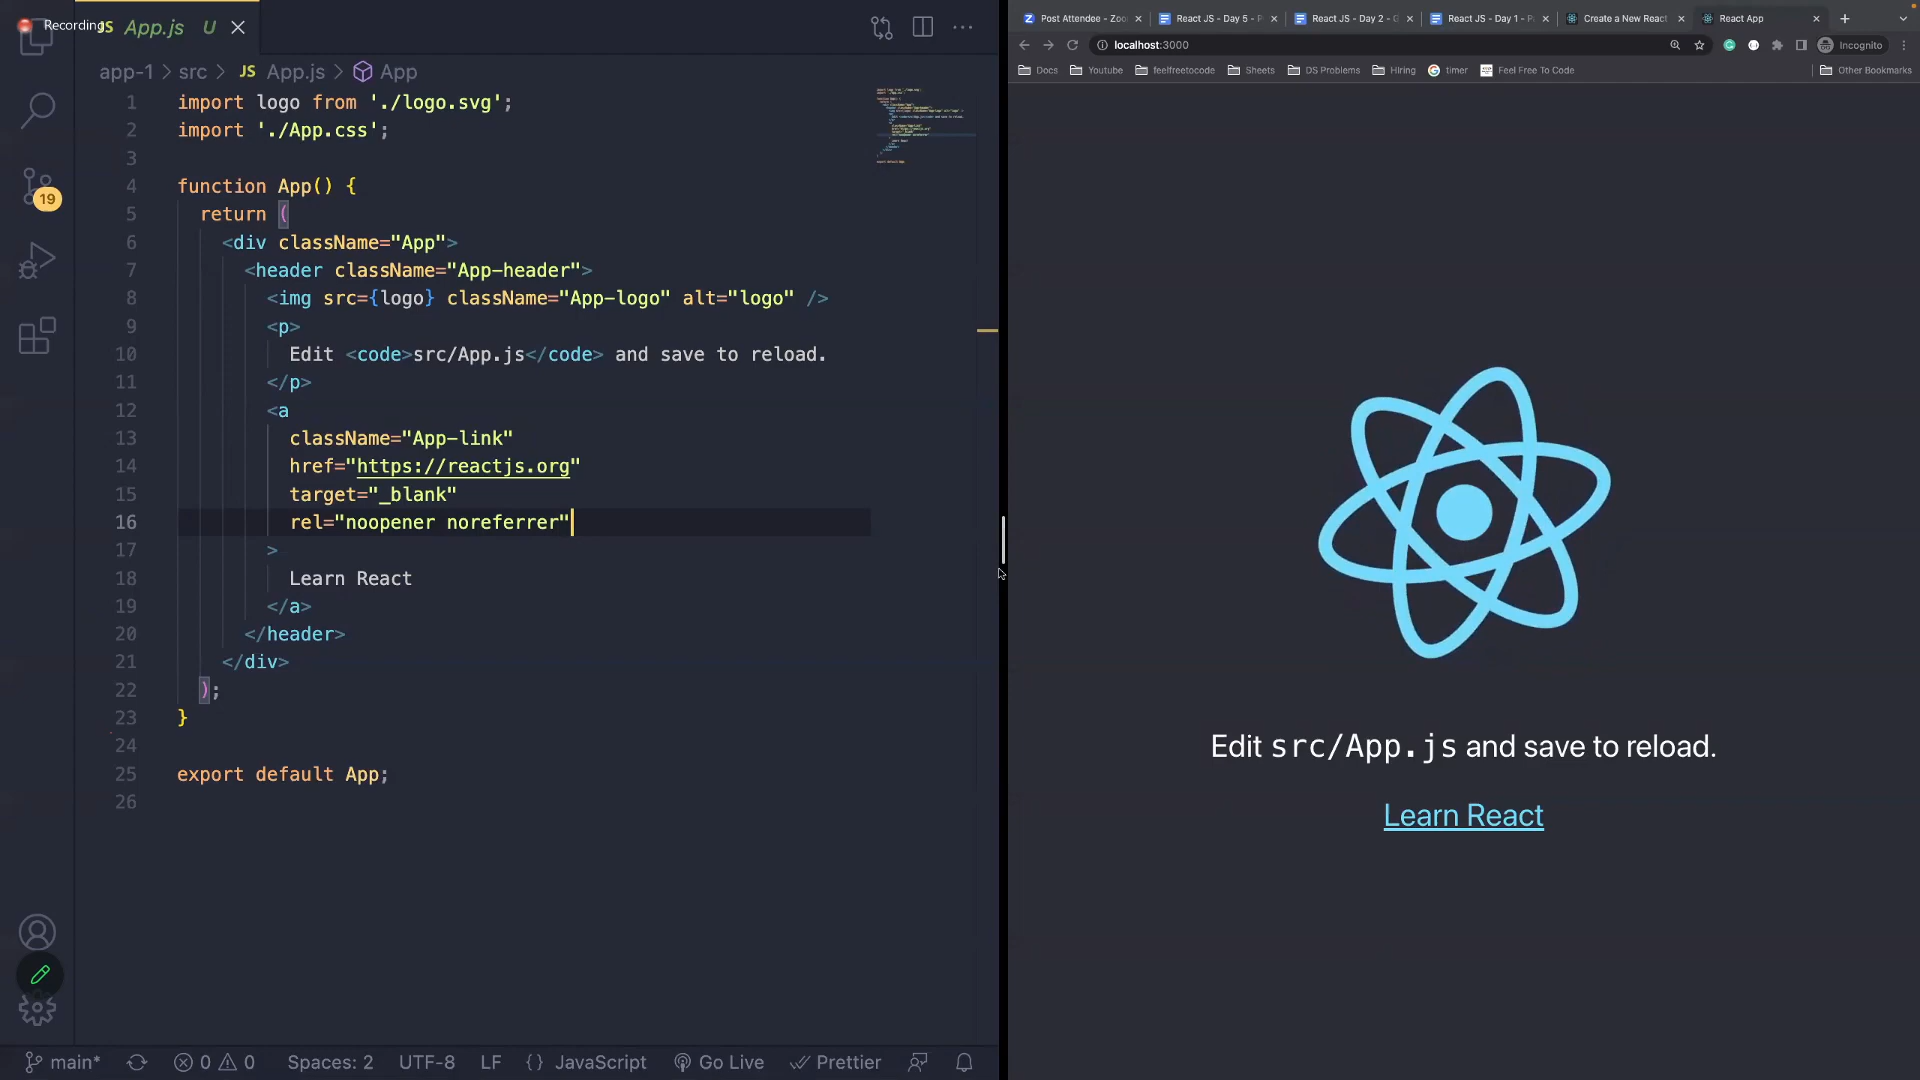 Recording
JS App.js U
app-1 > src > JS App.js > App
1 import logo from './logo.svg';
2 import './App.css';
3
4 function App() {
5 return (
6 <div className="App">
7 <header className="App-header">
8 <img src={logo} className="App-logo" alt="logo" />
9 <p>
10 Edit <code>src/App.js</code> and save to reload.
11 </p>
12 <a
13 className="App-link"
14 href="https://reactjs.org"
15 target="_blank"
16 rel="noopener noreferrer"
17 >
18 Learn React
19 </a>
20 </header>
21 </div>
22 );
23 }
24
25 export default App;
26
19
main* 0 0 Spaces: 2 UTF-8 LF {} JavaScript Go Live Prettier
Post Attendee - Zoo React JS - Day 5 - P React JS - Day 2 - G React JS - Day 1 - P Create a New React React App
localhost:3000 Incognito
Docs Youtube feelfreetocode Sheets DS Problems Hiring timer Feel Free To Code Other Bookmarks
Edit src/App.js and save to reload.
Learn React